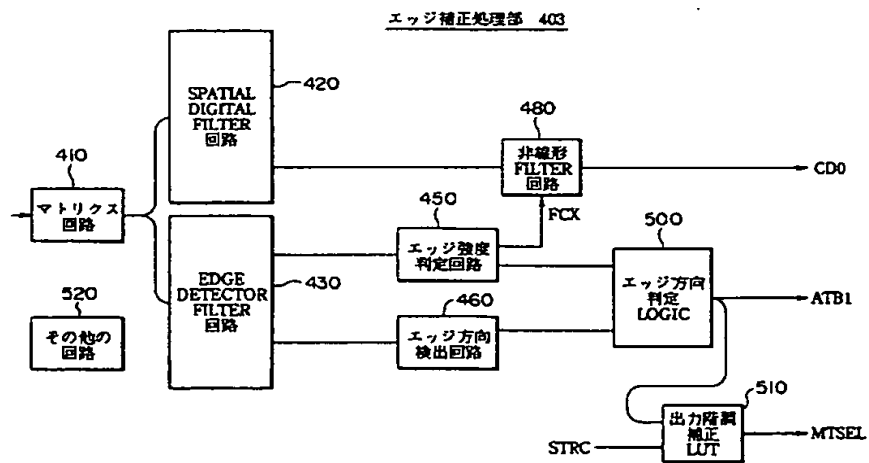 エッジ補正処理部 403
SPATIAL
DIGITAL
FILTER
回路
420
410
マトリクス
回路
480
非線形
FILTER
回路
CD0
FCX
450
エッジ強度
判定回路
EDGE
DETECTOR
FILTER
回路
430
460
エッジ方向
検出回路
500
エッジ方向
判定
LOGIC
ATB1
520
その他の
回路
510
出力階調
補正
LUT
STRC
MTSEL